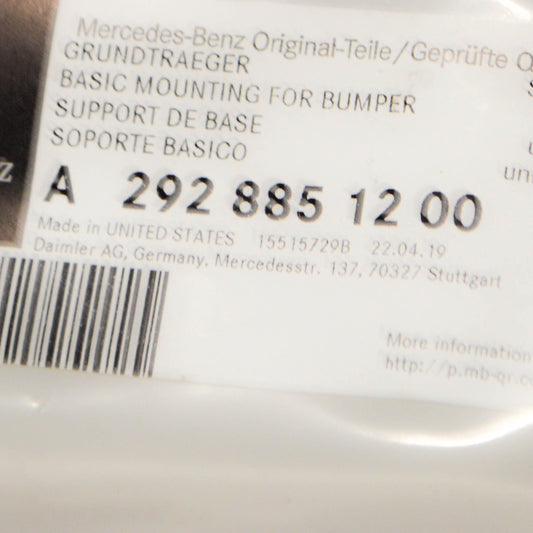 Mercedes-Benz Original-Teile/Geprüfte Q
GRUNDTRAEGER
BASIC MOUNTING FOR BUMPER
SUPPORT DE BASE
SOPORTE BASICO
un
z
A 292 885 12 00
Made in UNITED STATES 15515729B 22.04.19
Daimler AG, Germany, Mercedesstr. 137, 70327 Stuttgart
More information
http://p.mb-qr.c